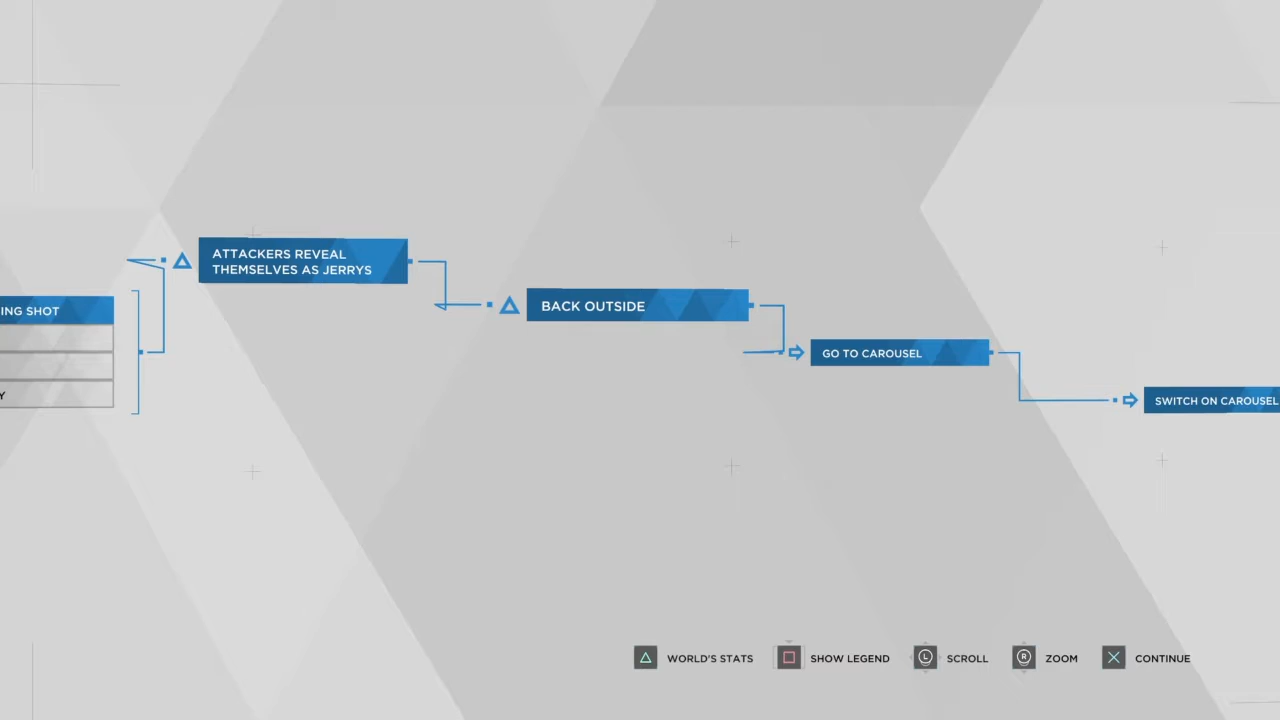 ATTACKERS REVEAL
THEMSELVES AS JERRYS
ING SHOT
Y
BACK OUTSIDE
GO TO CAROUSEL
SWITCH ON CAROUSEL
WORLD'S STATS
SHOW LEGEND
L
SCROLL
R
ZOOM
CONTINUE